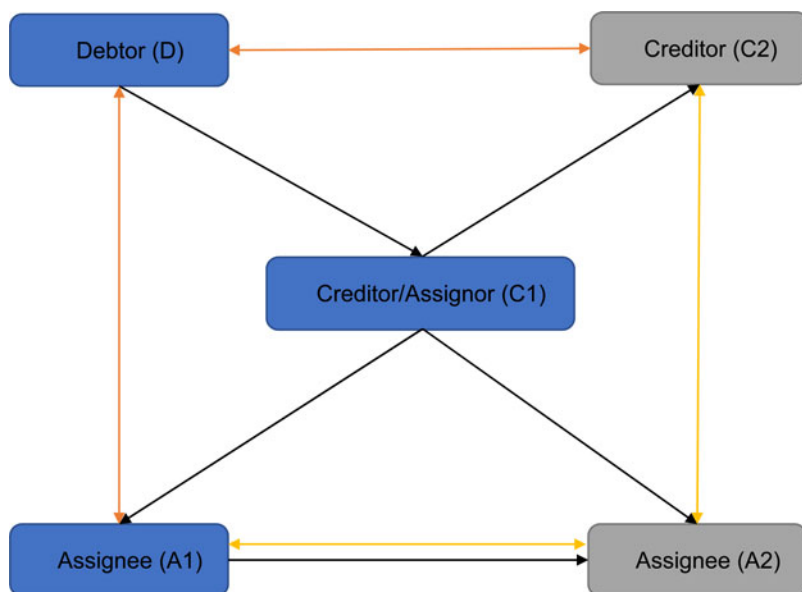 Debtor (D)
Creditor (C2)
Creditor/Assignor (C1)
Assignee (A1)
Assignee (A2)